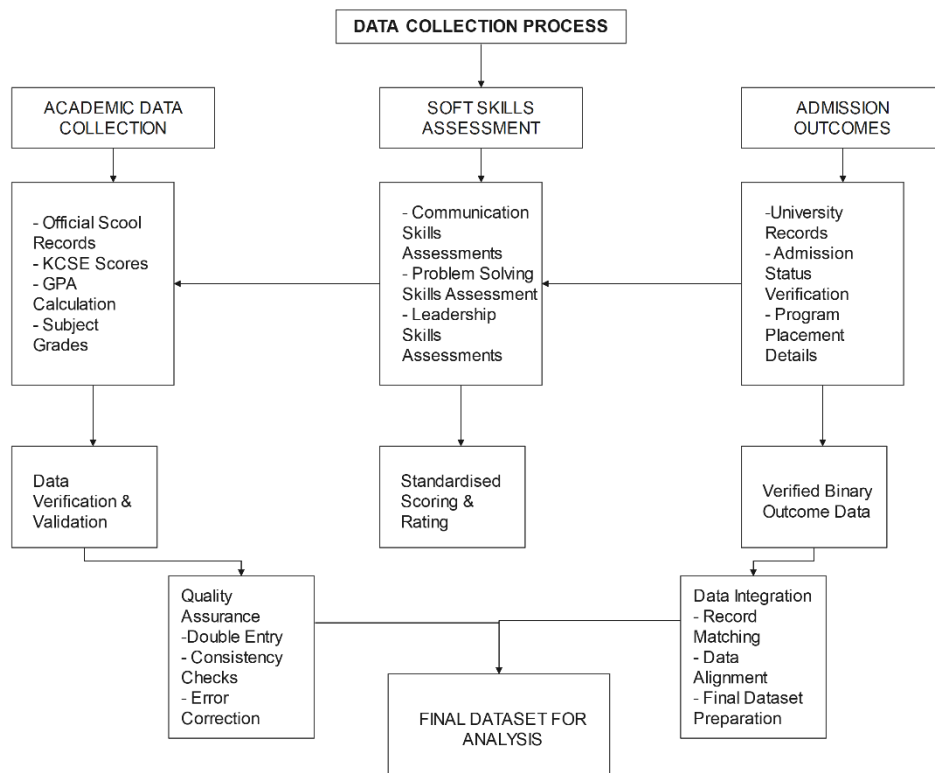 DATA COLLECTION PROCESS
ACADEMIC DATA
COLLECTION
SOFT SKILLS
ASSESSMENT
ADMISSION
OUTCOMES
- Official Scool
Records
- KCSE Scores
- GPA
Calculation
- Subject
Grades
- Communication
Skills
Assessments
- Problem Solving
Skills Assessment
- Leadership
Skills
Assessments
-University
Records
- Admission
Status
Verification
- Program
Placement
Details
Data
Verification &
Validation
Standardised
Scoring &
Rating
Verified Binary
Outcome Data
Quality
Assurance
-Double Entry
- Consistency
Checks
- Error
Correction
Data Integration
- Record
Matching
- Data
Alignment
- Final Dataset
Preparation
FINAL DATASET FOR
ANALYSIS